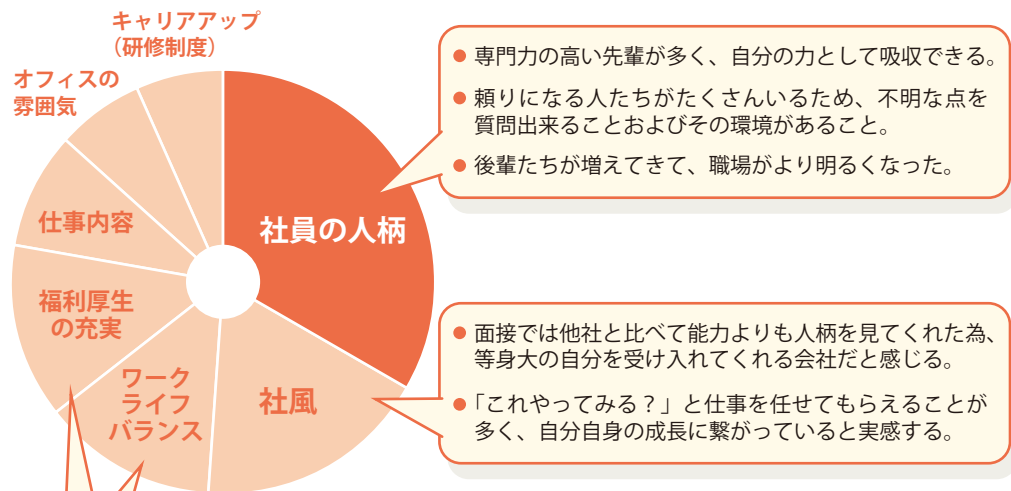 キャリアアップ
（研修制度）
オフィスの
雰囲気
仕事内容
福利厚生
の充実
ワーク
ライフ
バランス
社風
社員の人柄
● 専門力の高い先輩が多く、自分の力として吸収できる。
● 頼りになる人たちがたくさんいるため、不明な点を
質問出来ることおよびその環境があること。
● 後輩たちが増えてきて、職場がより明るくなった。
● 面接では他社と比べて能力よりも人柄を見てくれた為、
等身大の自分を受け入れてくれる会社だと感じる。
● 「これやってみる？」と仕事を任せてもらえることが
多く、自分自身の成長に繋がっていると実感する。